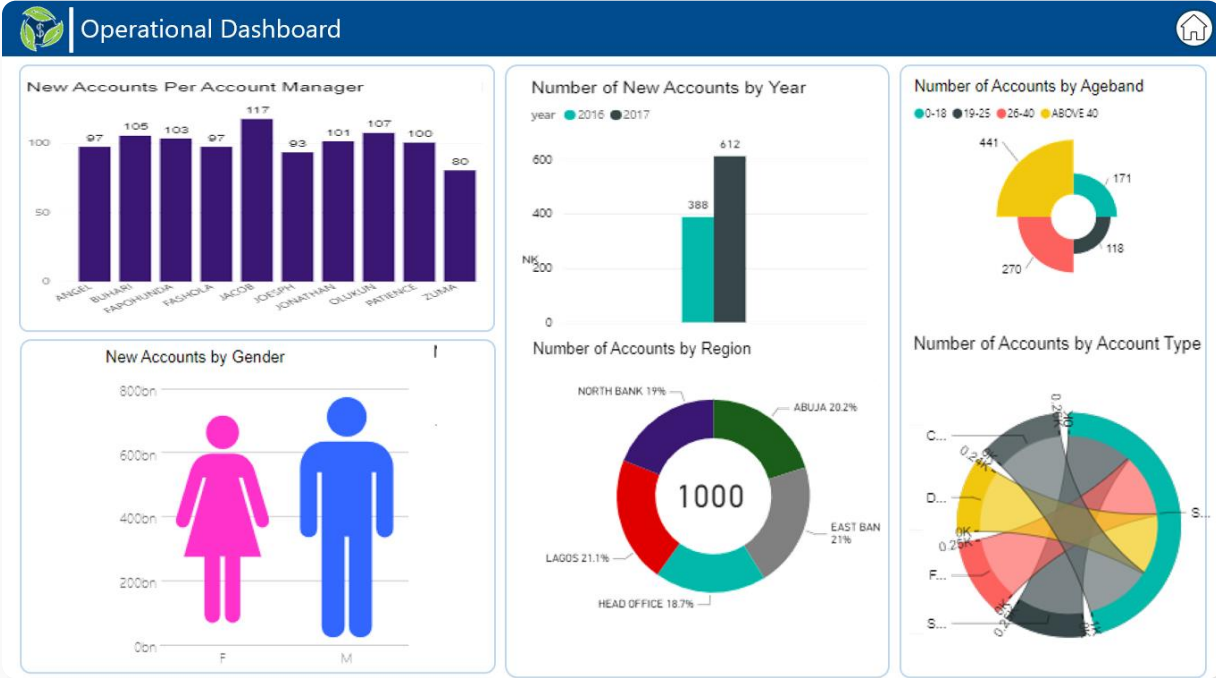 Operational Dashboard
New Accounts Per Account Manager
117
105
103
107
97
97
93
101
100
80
100
50
0
ANGEL
BUHARI
FAPOHUNDA
FASHOLA
JACOB
JOESPH
JONATHAN
OLUKUN
PATIENCE
ZUMA
Number of New Accounts by Year
year 2016 2017
612
600
388
400
NK
200
0
Number of Accounts by Ageband
0-18 19-25 26-40 ABOVE 40
441
171
118
270
New Accounts by Gender
800bn
600bn
400bn
200bn
0bn
F
M
Number of Accounts by Region
NORTH BANK 19%
ABUJA 20.2%
1000
EAST BAN
21%
LAGOS 21.1%
HEAD OFFICE 18.7%
Number of Accounts by Account Type
C...
0.24K
D...
S...
0K
0.25K
F...
S...